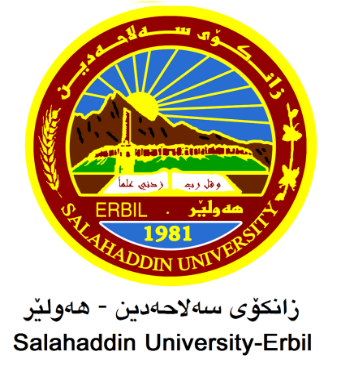 زانكۆی سەلاحەدین
وقل رب زدني علماً
ERBIL . هەولێر
1981
SALAHADDIN UNIVERSITY
زانكۆی سەلاحەدین - هەولێر
Salahaddin University-Erbil